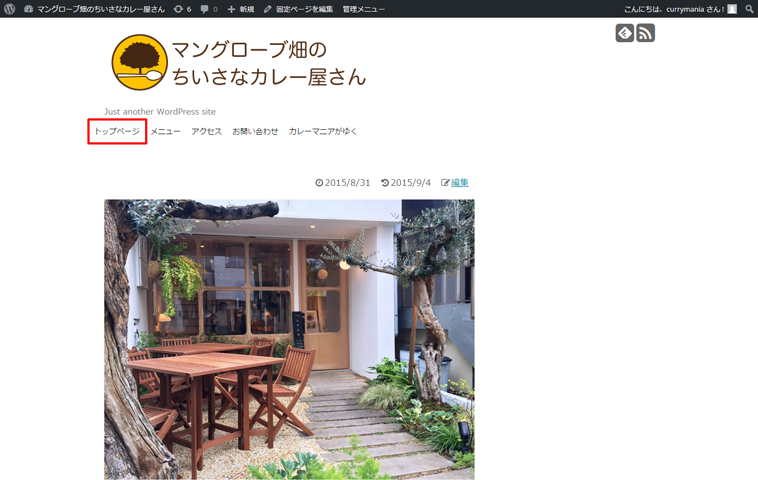 マングローブ畑のちいさなカレー屋さん 6 0 新規 固定ページを編集 管理メニュー こんにちは、currymania さん !
マングローブ畑の
ちいさなカレー屋さん
Just another WordPress site
トップページ メニュー アクセス お問い合わせ カレーマニアがゆく
2015/8/31 2015/9/4 編集